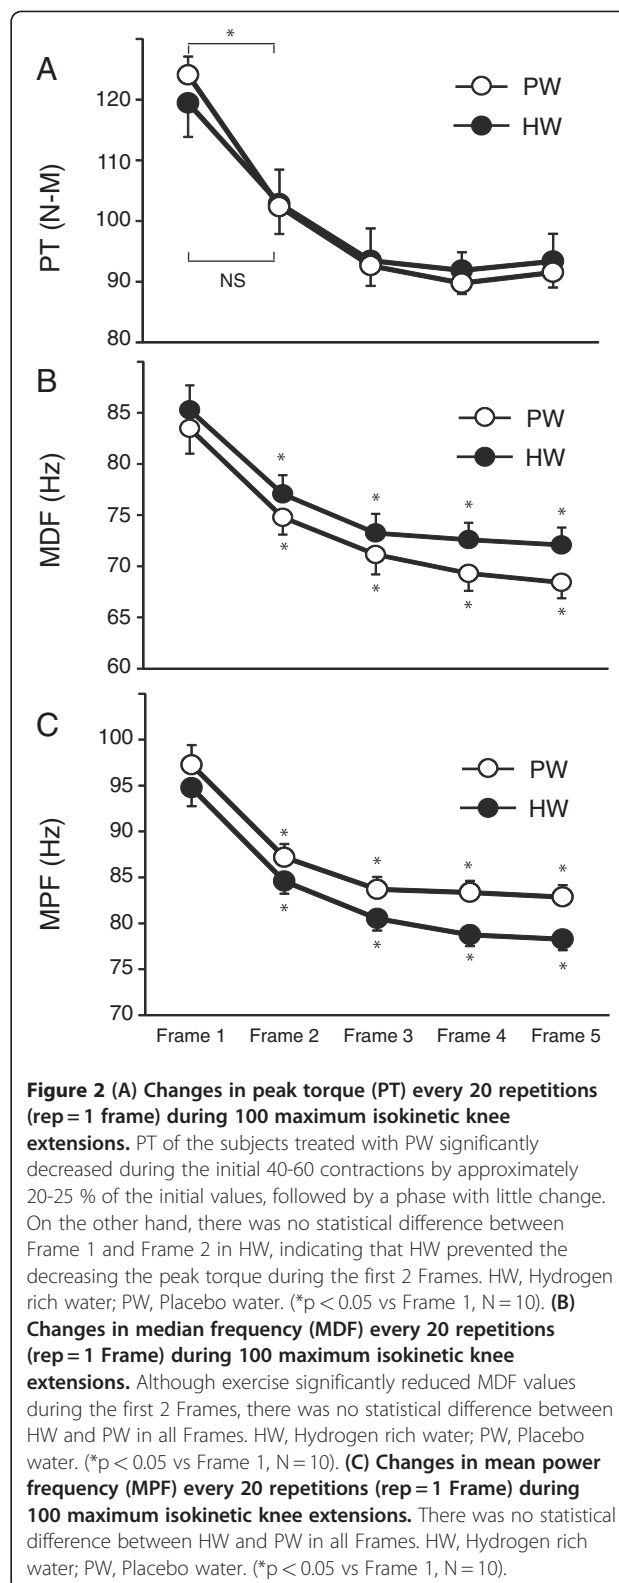 A
*
PW
HW
PT (N-M)
120
100
90
80
NS
B
PW
HW
MDF (Hz)
85
80
75
70
65
60
* * * *
* * * *
C
PW
HW
MPF (Hz)
100
95
90
85
80
75
70
* * * *
* * * *
Frame 1 Frame 2 Frame 3 Frame 4 Frame 5
Figure 2 (A) Changes in peak torque (PT) every 20 repetitions
(rep = 1 frame) during 100 maximum isokinetic knee
extensions. PT of the subjects treated with PW significantly
decreased during the initial 40-60 contractions by approximately
20-25 % of the initial values, followed by a phase with little change.
On the other hand, there was no statistical difference between
Frame 1 and Frame 2 in HW, indicating that HW prevented the
decreasing the peak torque during the first 2 Frames. HW, Hydrogen
rich water; PW, Placebo water. (*p < 0.05 vs Frame 1, N = 10). (B)
Changes in median frequency (MDF) every 20 repetitions
(rep = 1 Frame) during 100 maximum isokinetic knee
extensions. Although exercise significantly reduced MDF values
during the first 2 Frames, there was no statistical difference between
HW and PW in all Frames. HW, Hydrogen rich water; PW, Placebo
water. (*p < 0.05 vs Frame 1, N = 10). (C) Changes in mean power
frequency (MPF) every 20 repetitions (rep = 1 Frame) during
100 maximum isokinetic knee extensions. There was no statistical
difference between HW and PW in all Frames. HW, Hydrogen rich
water; PW, Placebo water. (*p < 0.05 vs Frame 1, N = 10).